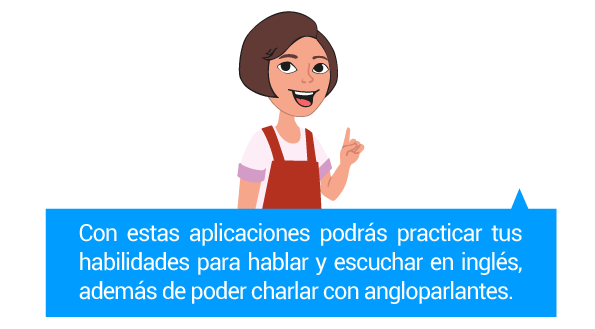 Con estas aplicaciones podrás practicar tus
habilidades para hablar y escuchar en inglés,
además de poder charlar con angloparlantes.